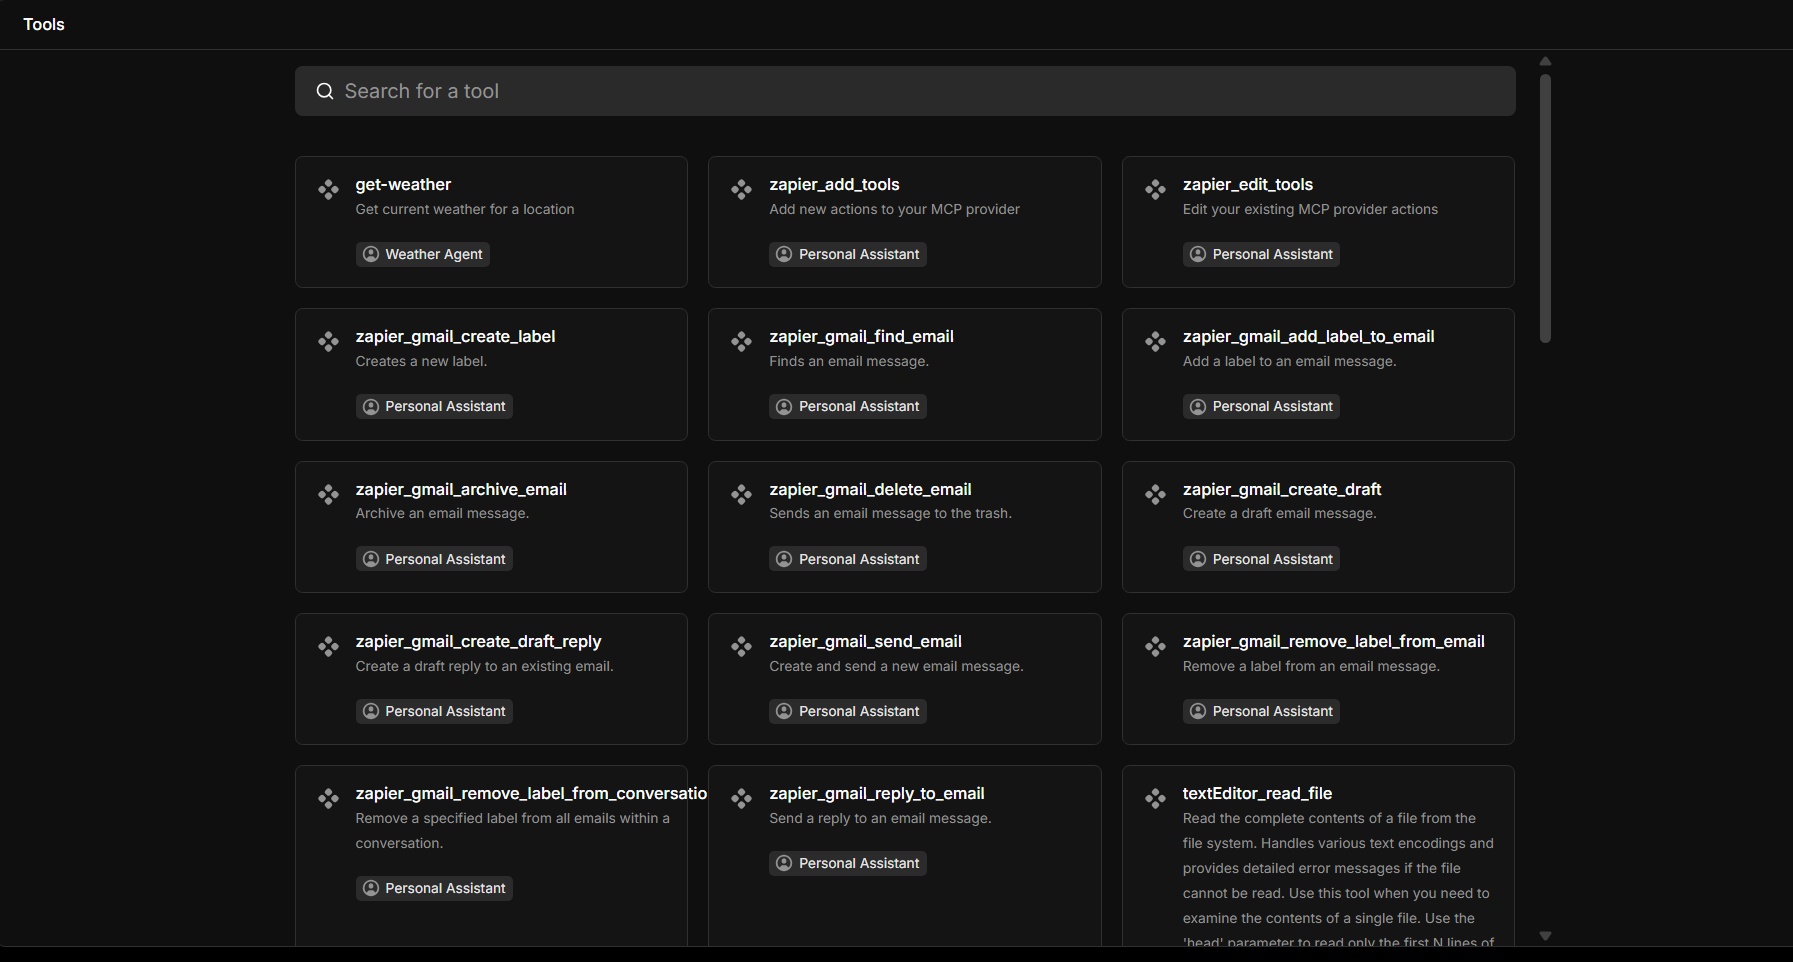 Tools
Search for a tool
get-weather
Get current weather for a location
Weather Agent
zapier_add_tools
Add new actions to your MCP provider
Personal Assistant
zapier_edit_tools
Edit your existing MCP provider actions
Personal Assistant
zapier_gmail_create_label
Creates a new label.
Personal Assistant
zapier_gmail_find_email
Finds an email message.
Personal Assistant
zapier_gmail_add_label_to_email
Add a label to an email message.
Personal Assistant
zapier_gmail_archive_email
Archive an email message.
Personal Assistant
zapier_gmail_delete_email
Sends an email message to the trash.
Personal Assistant
zapier_gmail_create_draft
Create a draft email message.
Personal Assistant
zapier_gmail_create_draft_reply
Create a draft reply to an existing email.
Personal Assistant
zapier_gmail_send_email
Create and send a new email message.
Personal Assistant
zapier_gmail_remove_label_from_email
Remove a label from an email message.
Personal Assistant
zapier_gmail_remove_label_from_conversatio
Remove a specified label from all emails within a
conversation.
Personal Assistant
zapier_gmail_reply_to_email
Send a reply to an email message.
Personal Assistant
textEditor_read_file
Read the complete contents of a file from the
file system. Handles various text encodings and
provides detailed error messages if the file
cannot be read. Use this tool when you need to
examine the contents of a single file. Use the
'head' parameter to read only the first N lines of